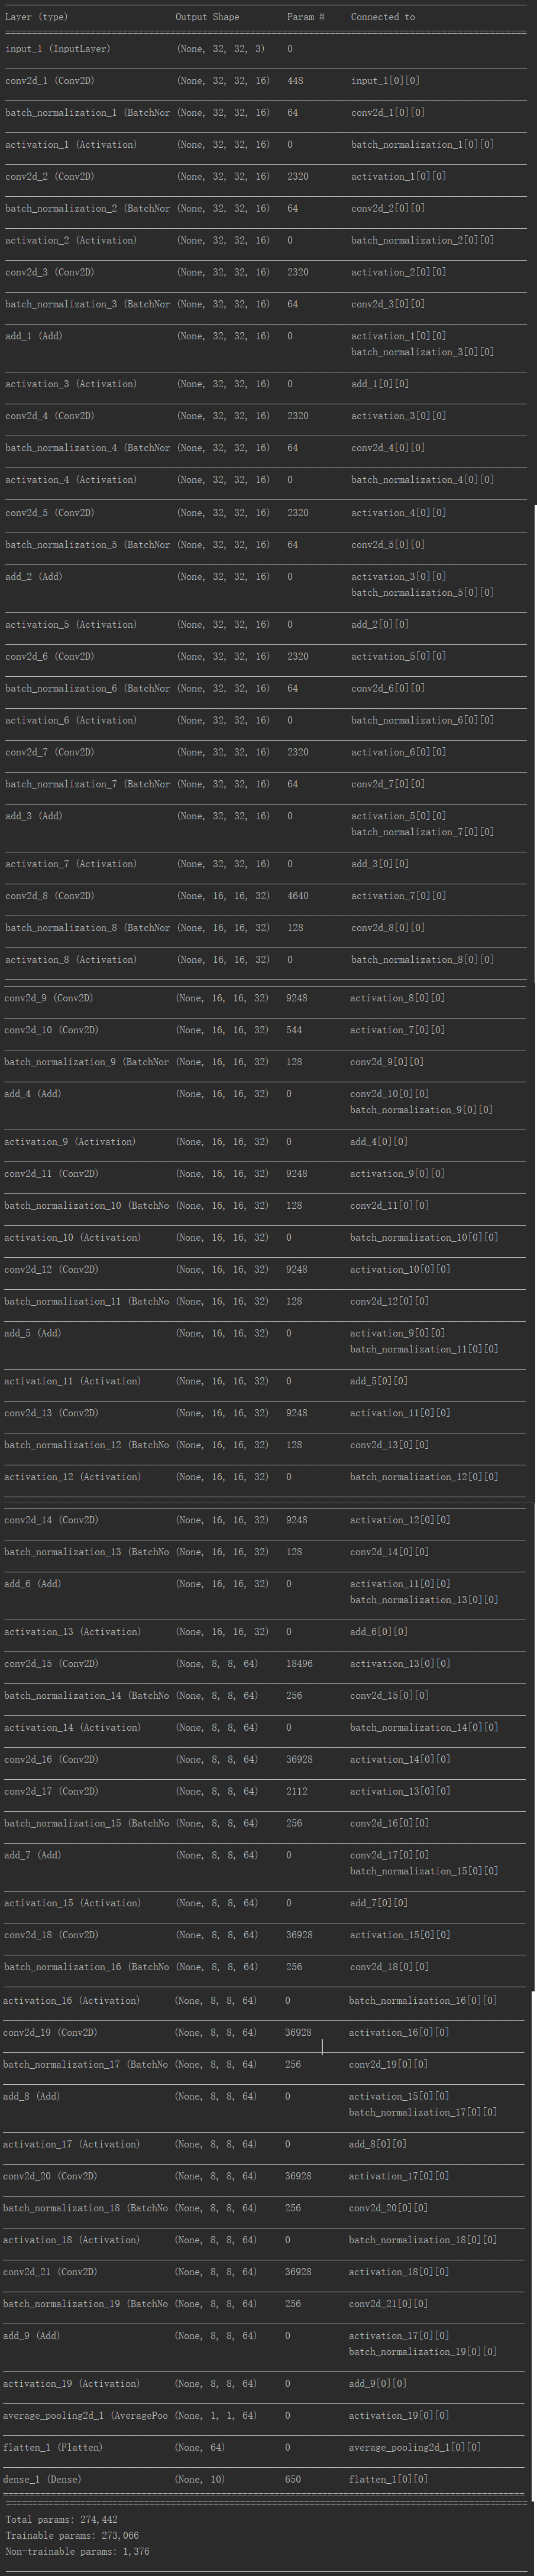 Layer (type) Output Shape Param # Connected to
input_1 (InputLayer) (None, 32, 32, 3) 0
conv2d_1 (Conv2D) (None, 32, 32, 16) 448 input_1[0][0]
batch_normalization_1 (BatchNor (None, 32, 32, 16) 64 conv2d_1[0][0]
activation_1 (Activation) (None, 32, 32, 16) 0 batch_normalization_1[0][0]
conv2d_2 (Conv2D) (None, 32, 32, 16) 2320 activation_1[0][0]
batch_normalization_2 (BatchNor (None, 32, 32, 16) 64 conv2d_2[0][0]
activation_2 (Activation) (None, 32, 32, 16) 0 batch_normalization_2[0][0]
conv2d_3 (Conv2D) (None, 32, 32, 16) 2320 activation_2[0][0]
batch_normalization_3 (BatchNor (None, 32, 32, 16) 64 conv2d_3[0][0]
add_1 (Add) (None, 32, 32, 16) 0 activation_1[0][0]
batch_normalization_3[0][0]
activation_3 (Activation) (None, 32, 32, 16) 0 add_1[0][0]
conv2d_4 (Conv2D) (None, 32, 32, 16) 2320 activation_3[0][0]
batch_normalization_4 (BatchNor (None, 32, 32, 16) 64 conv2d_4[0][0]
activation_4 (Activation) (None, 32, 32, 16) 0 batch_normalization_4[0][0]
conv2d_5 (Conv2D) (None, 32, 32, 16) 2320 activation_4[0][0]
batch_normalization_5 (BatchNor (None, 32, 32, 16) 64 conv2d_5[0][0]
add_2 (Add) (None, 32, 32, 16) 0 activation_3[0][0]
batch_normalization_5[0][0]
activation_5 (Activation) (None, 32, 32, 16) 0 add_2[0][0]
conv2d_6 (Conv2D) (None, 32, 32, 16) 2320 activation_5[0][0]
batch_normalization_6 (BatchNor (None, 32, 32, 16) 64 conv2d_6[0][0]
activation_6 (Activation) (None, 32, 32, 16) 0 batch_normalization_6[0][0]
conv2d_7 (Conv2D) (None, 32, 32, 16) 2320 activation_6[0][0]
batch_normalization_7 (BatchNor (None, 32, 32, 16) 64 conv2d_7[0][0]
add_3 (Add) (None, 32, 32, 16) 0 activation_5[0][0]
batch_normalization_7[0][0]
activation_7 (Activation) (None, 32, 32, 16) 0 add_3[0][0]
conv2d_8 (Conv2D) (None, 16, 16, 32) 4640 activation_7[0][0]
batch_normalization_8 (BatchNor (None, 16, 16, 32) 128 conv2d_8[0][0]
activation_8 (Activation) (None, 16, 16, 32) 0 batch_normalization_8[0][0]
conv2d_9 (Conv2D) (None, 16, 16, 32) 9248 activation_8[0][0]
conv2d_10 (Conv2D) (None, 16, 16, 32) 544 activation_7[0][0]
batch_normalization_9 (BatchNor (None, 16, 16, 32) 128 conv2d_9[0][0]
add_4 (Add) (None, 16, 16, 32) 0 conv2d_10[0][0]
batch_normalization_9[0][0]
activation_9 (Activation) (None, 16, 16, 32) 0 add_4[0][0]
conv2d_11 (Conv2D) (None, 16, 16, 32) 9248 activation_9[0][0]
batch_normalization_10 (BatchNo (None, 16, 16, 32) 128 conv2d_11[0][0]
activation_10 (Activation) (None, 16, 16, 32) 0 batch_normalization_10[0][0]
conv2d_12 (Conv2D) (None, 16, 16, 32) 9248 activation_10[0][0]
batch_normalization_11 (BatchNo (None, 16, 16, 32) 128 conv2d_12[0][0]
add_5 (Add) (None, 16, 16, 32) 0 activation_9[0][0]
batch_normalization_11[0][0]
activation_11 (Activation) (None, 16, 16, 32) 0 add_5[0][0]
conv2d_13 (Conv2D) (None, 16, 16, 32) 9248 activation_11[0][0]
batch_normalization_12 (BatchNo (None, 16, 16, 32) 128 conv2d_13[0][0]
activation_12 (Activation) (None, 16, 16, 32) 0 batch_normalization_12[0][0]
conv2d_14 (Conv2D) (None, 16, 16, 32) 9248 activation_12[0][0]
batch_normalization_13 (BatchNo (None, 16, 16, 32) 128 conv2d_14[0][0]
add_6 (Add) (None, 16, 16, 32) 0 activation_11[0][0]
batch_normalization_13[0][0]
activation_13 (Activation) (None, 16, 16, 32) 0 add_6[0][0]
conv2d_15 (Conv2D) (None, 8, 8, 64) 18496 activation_13[0][0]
batch_normalization_14 (BatchNo (None, 8, 8, 64) 256 conv2d_15[0][0]
activation_14 (Activation) (None, 8, 8, 64) 0 batch_normalization_14[0][0]
conv2d_16 (Conv2D) (None, 8, 8, 64) 36928 activation_14[0][0]
conv2d_17 (Conv2D) (None, 8, 8, 64) 2112 activation_13[0][0]
batch_normalization_15 (BatchNo (None, 8, 8, 64) 256 conv2d_16[0][0]
add_7 (Add) (None, 8, 8, 64) 0 conv2d_17[0][0]
batch_normalization_15[0][0]
activation_15 (Activation) (None, 8, 8, 64) 0 add_7[0][0]
conv2d_18 (Conv2D) (None, 8, 8, 64) 36928 activation_15[0][0]
batch_normalization_16 (BatchNo (None, 8, 8, 64) 256 conv2d_18[0][0]
activation_16 (Activation) (None, 8, 8, 64) 0 batch_normalization_16[0][0]
conv2d_19 (Conv2D) (None, 8, 8, 64) 36928 activation_16[0][0]
batch_normalization_17 (BatchNo (None, 8, 8, 64) 256 conv2d_19[0][0]
add_8 (Add) (None, 8, 8, 64) 0 activation_15[0][0]
batch_normalization_17[0][0]
activation_17 (Activation) (None, 8, 8, 64) 0 add_8[0][0]
conv2d_20 (Conv2D) (None, 8, 8, 64) 36928 activation_17[0][0]
batch_normalization_18 (BatchNo (None, 8, 8, 64) 256 conv2d_20[0][0]
activation_18 (Activation) (None, 8, 8, 64) 0 batch_normalization_18[0][0]
conv2d_21 (Conv2D) (None, 8, 8, 64) 36928 activation_18[0][0]
batch_normalization_19 (BatchNo (None, 8, 8, 64) 256 conv2d_21[0][0]
add_9 (Add) (None, 8, 8, 64) 0 activation_17[0][0]
batch_normalization_19[0][0]
activation_19 (Activation) (None, 8, 8, 64) 0 add_9[0][0]
average_pooling2d_1 (AveragePoo (None, 1, 1, 64) 0 activation_19[0][0]
flatten_1 (Flatten) (None, 64) 0 average_pooling2d_1[0][0]
dense_1 (Dense) (None, 10) 650 flatten_1[0][0]
Total params: 274,442
Trainable params: 273,066
Non-trainable params: 1,376